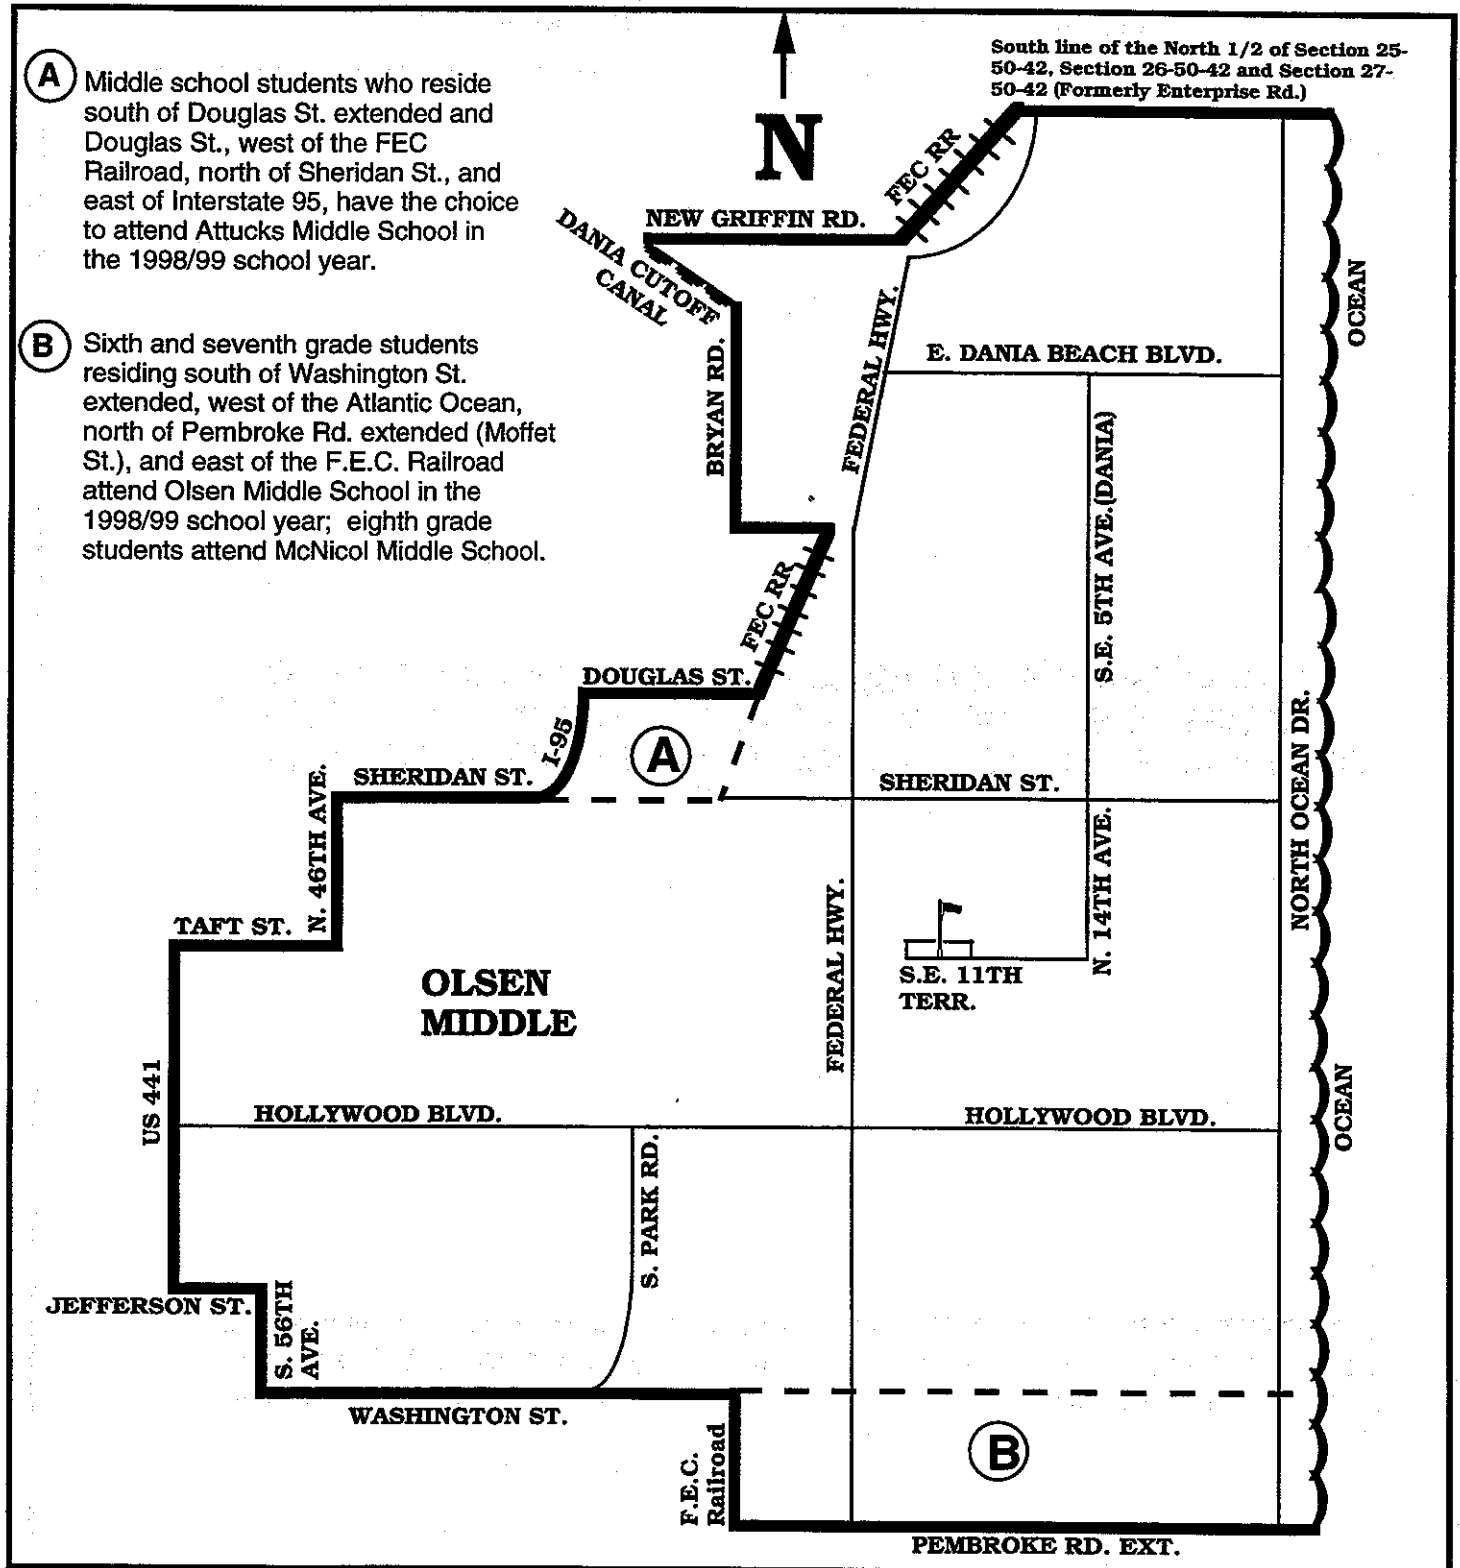 A
Middle school students who reside
south of Douglas St. extended and
Douglas St., west of the FEC
Railroad, north of Sheridan St., and
east of Interstate 95, have the choice
to attend Attucks Middle School in
the 1998/99 school year.
B
Sixth and seventh grade students
residing south of Washington St.
extended, west of the Atlantic Ocean,
north of Pembroke Rd. extended (Moffet
St.), and east of the F.E.C. Railroad
attend Olsen Middle School in the
1998/99 school year; eighth grade
students attend McNicol Middle School.
N
South line of the North 1/2 of Section 25-
50-42, Section 26-50-42 and Section 27-
50-42 (Formerly Enterprise Rd.)
FEC RR
NEW GRIFFIN RD.
DANIA CUTOFF
CANAL
OCEAN
FEDERAL HWY.
E. DANIA BEACH BLVD.
BRYAN RD.
S.E. 5TH AVE.(DANIA)
FEC RR
DOUGLAS ST.
I-95
A
SHERIDAN ST.
SHERIDAN ST.
NORTH OCEAN DR.
N. 46TH AVE.
N. 14TH AVE.
TAFT ST.
OLSEN
MIDDLE
FEDERAL HWY.
S.E. 11TH
TERR.
US 441
HOLLYWOOD BLVD.
HOLLYWOOD BLVD.
OCEAN
S. PARK RD.
JEFFERSON ST.
S. 56TH
AVE.
WASHINGTON ST.
F.E.C.
Railroad
B
PEMBROKE RD. EXT.